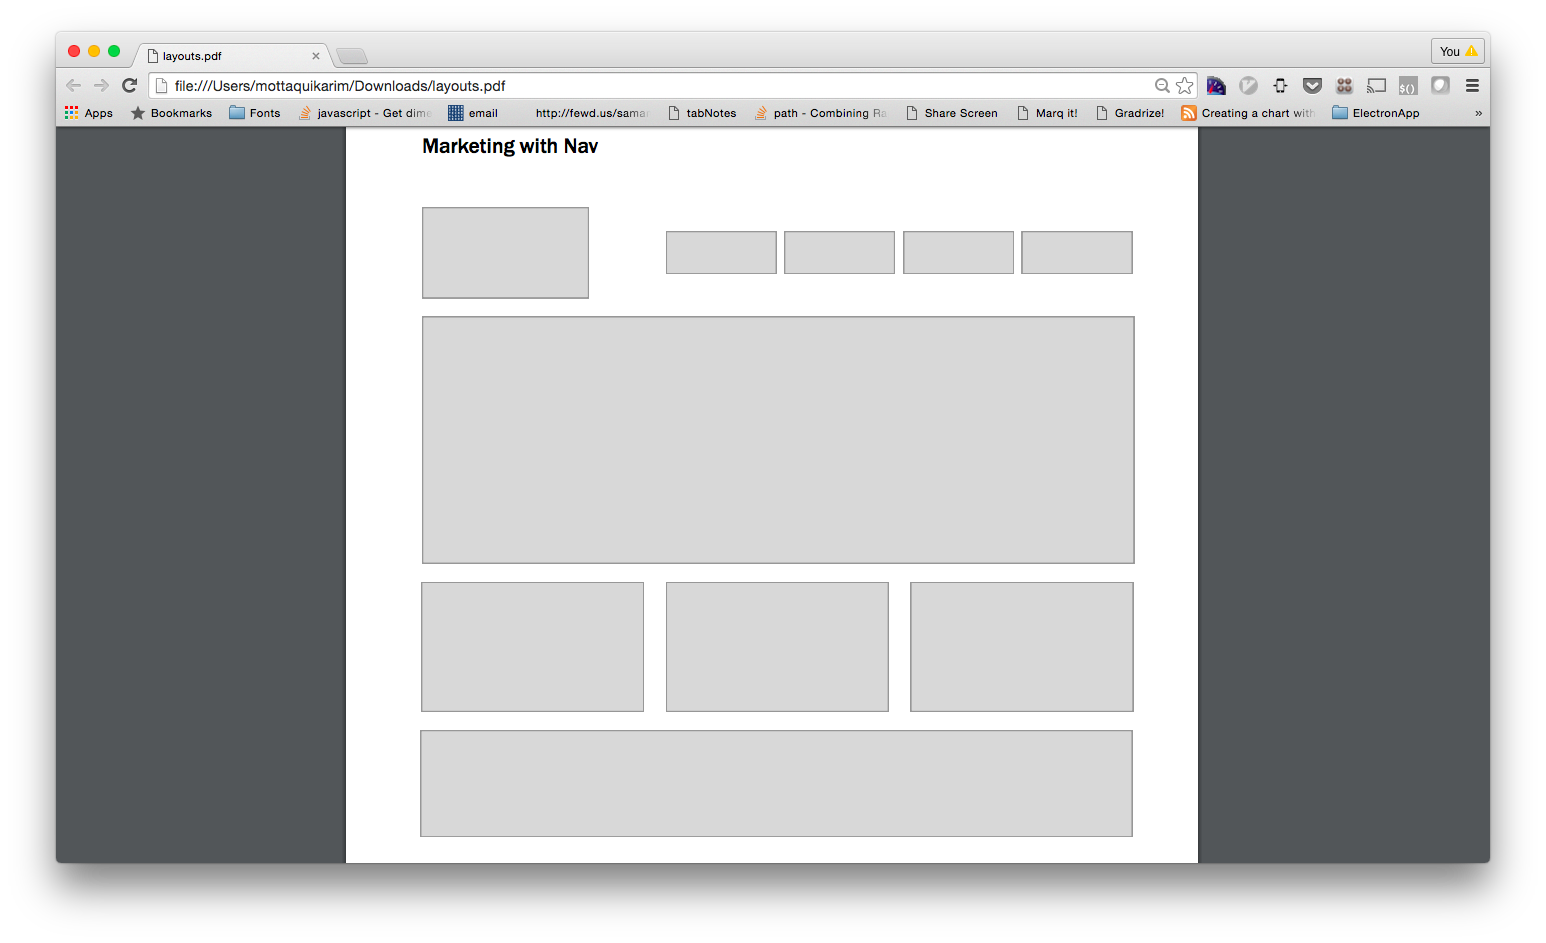 layouts.pdf
You
file:///Users/mottaquikarim/Downloads/layouts.pdf
Apps Bookmarks Fonts javascript - Get dime email http://fewd.us/samar tabNotes path - Combining Ra Share Screen Marq it! Gradrize! Creating a chart with ElectronApp »
Marketing with Nav